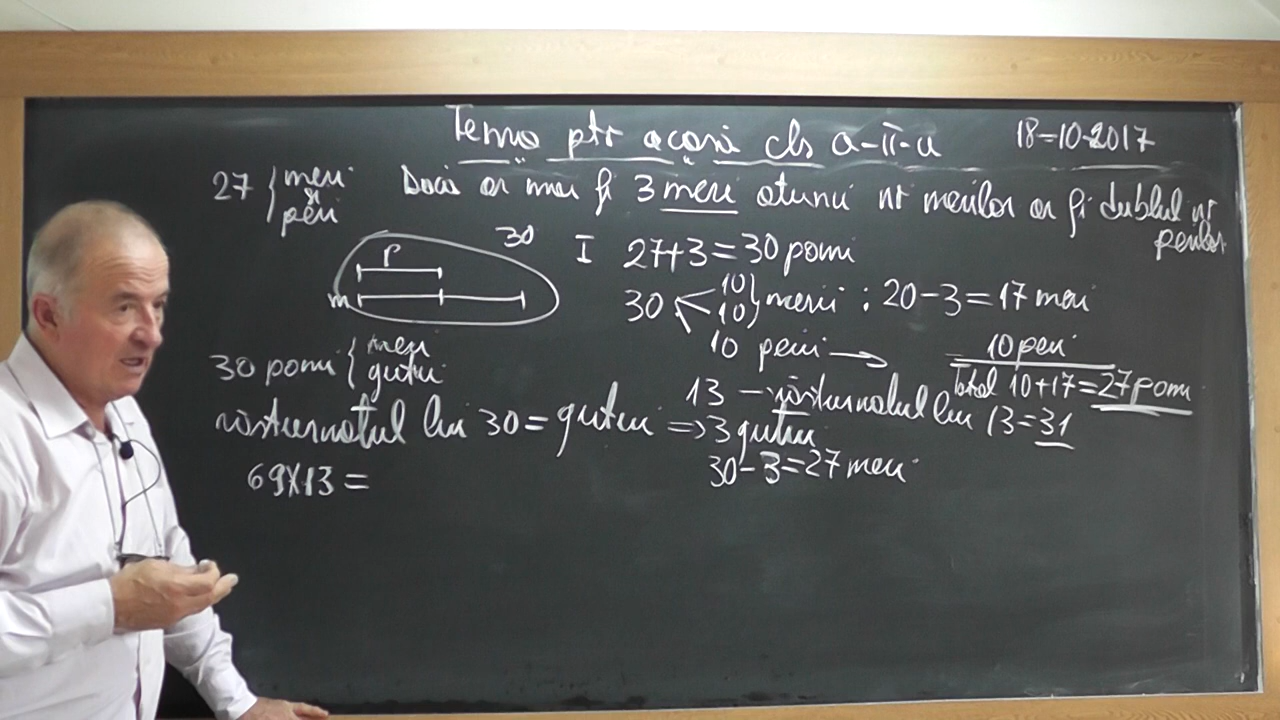 Tema ptr acasă cls a-II-a
18-10-2017
27 { meri și peri
Dacă ar mai fi 3 meri atunci nr merilor ar fi dublul nr
perilor
30
p
m
I 27+3=30 pomi
30 10 10 } merii : 20-3=17 meri
10 peri → 10 peri
Total 10+17=27 pomi
30 pomi { meri gutui
13 - răsturnatul lui 13=31
răsturnatul lui 30=gutui => 3 gutui
30-3=27 meri
69X13=